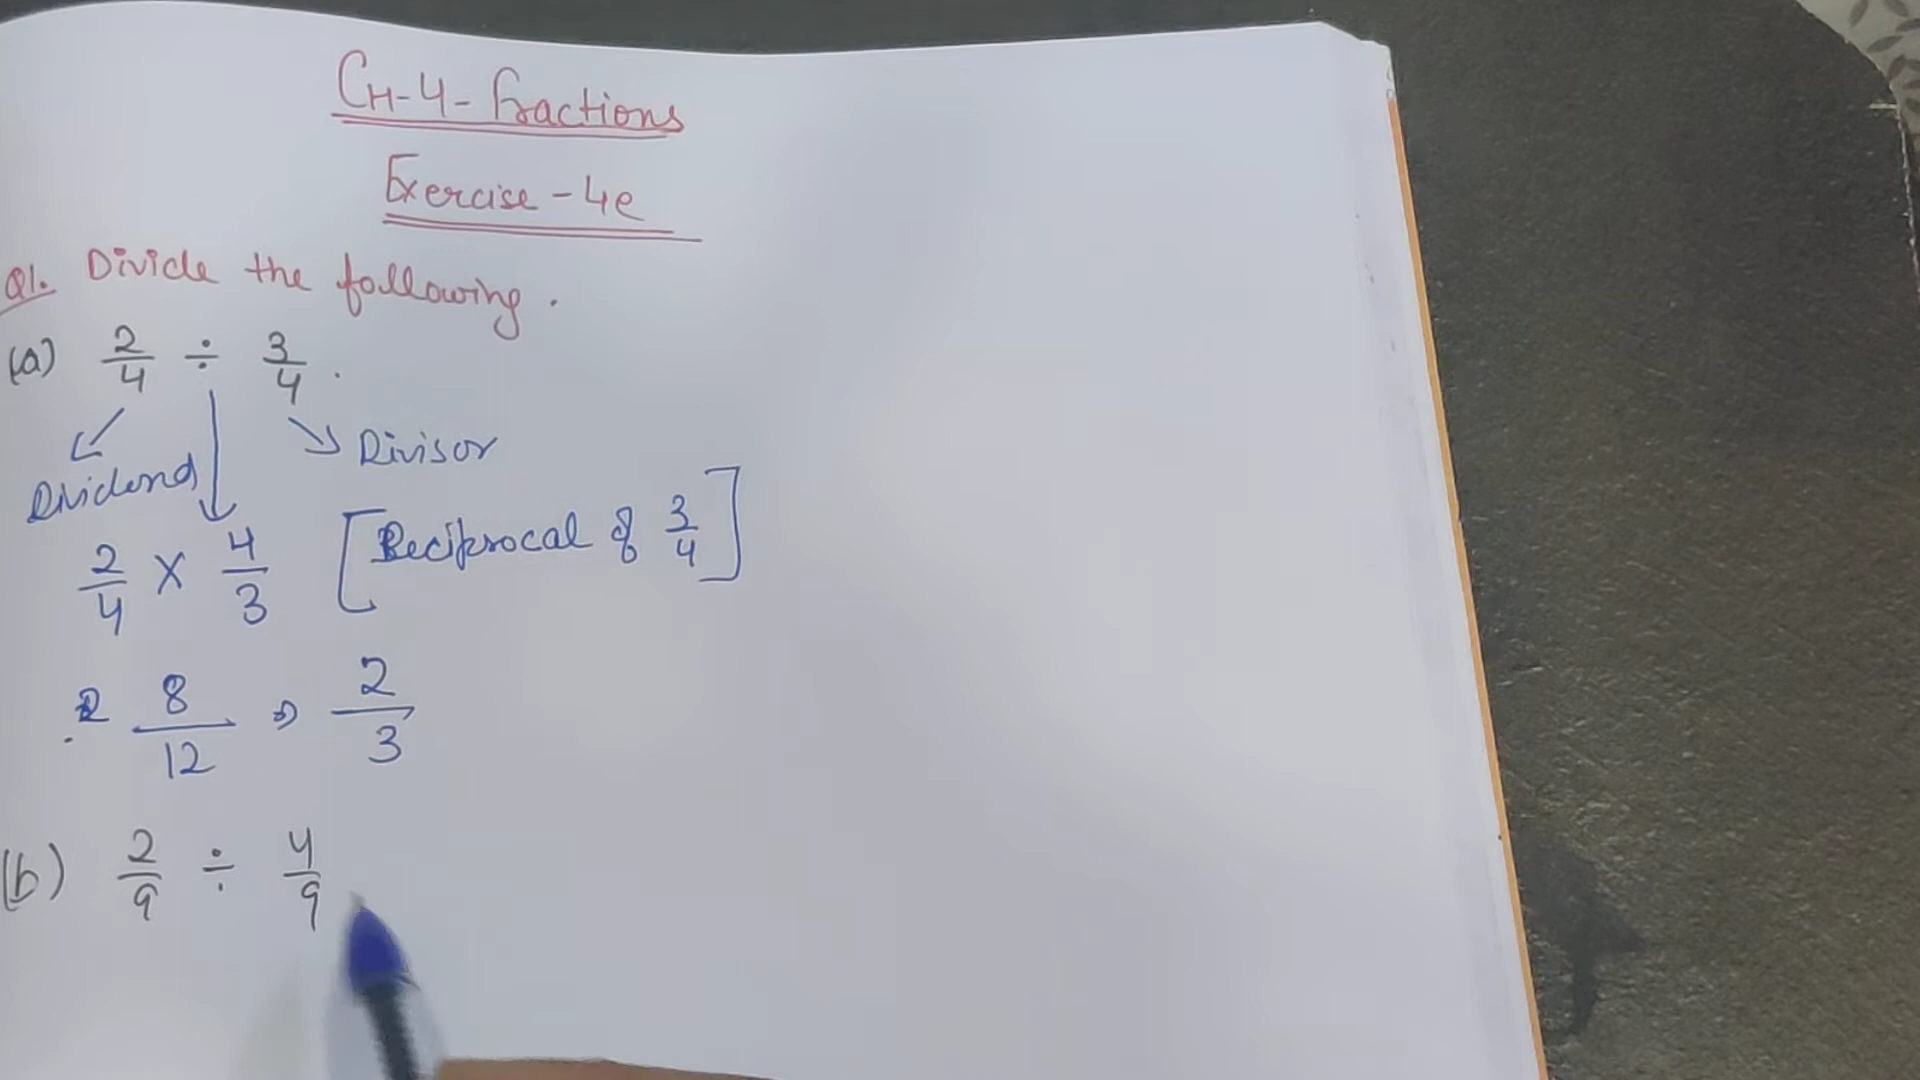 CH-4- Fractions
Exercise - 4e
Q1. Divide the following.
(a) 2/4 ÷ 3/4 .
Dividend Divisor
2/4 × 4/3 [Reciprocal of 3/4]
8/12 ⇒ 2/3
(b) 2/9 ÷ 4/9